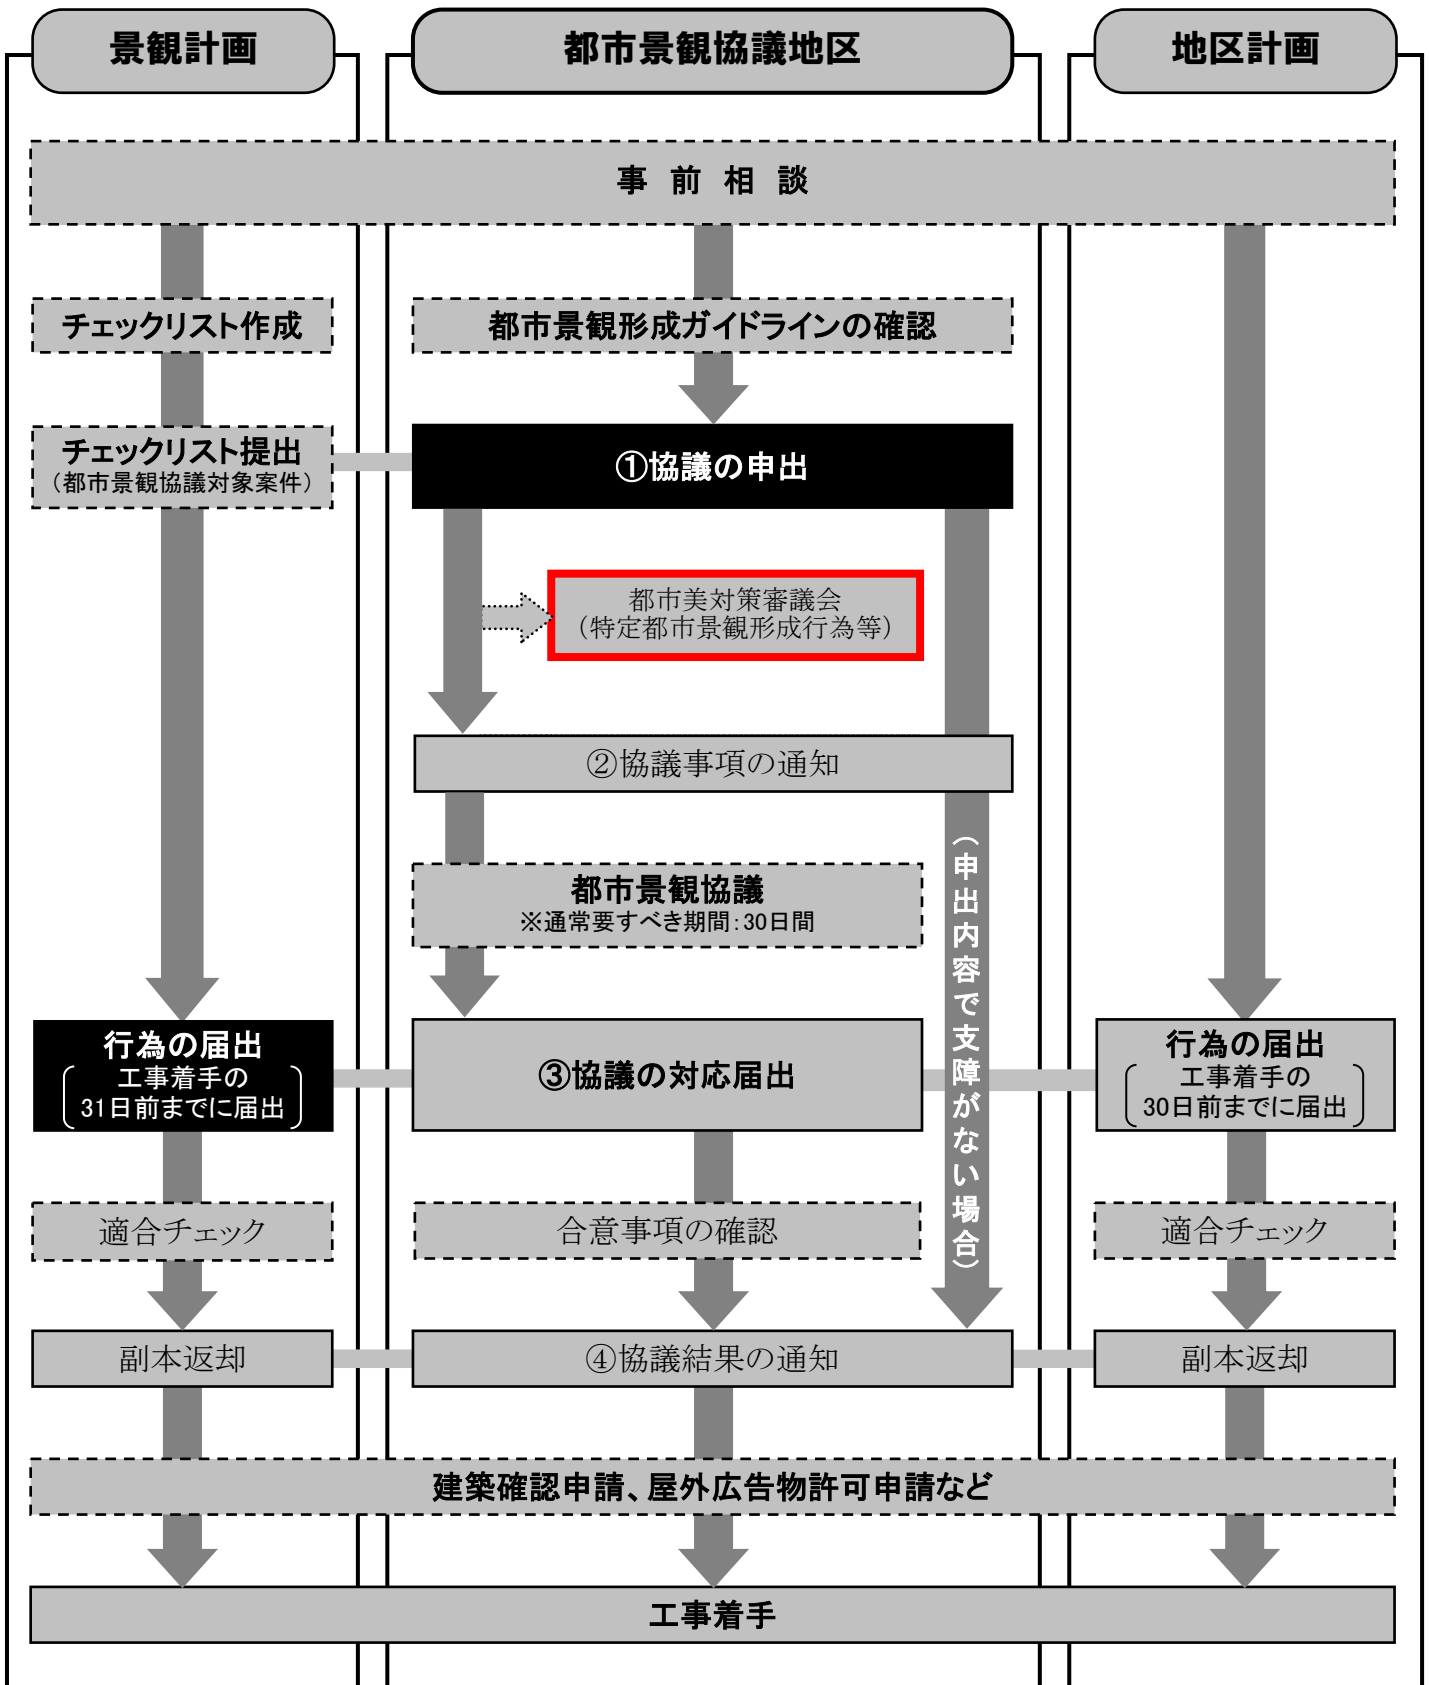 景観計画
都市景観協議地区
地区計画
事前相談
チェックリスト作成
都市景観形成ガイドラインの確認
チェックリスト提出
（都市景観協議対象案件）
①協議の申出
都市美対策審議会
（特定都市景観形成行為等）
②協議事項の通知
都市景観協議
※通常要すべき期間：30日間
（申出内容で支障がない場合）
行為の届出
工事着手の
31日前までに届出
③協議の対応届出
行為の届出
工事着手の
30日前までに届出
適合チェック
合意事項の確認
適合チェック
副本返却
④協議結果の通知
副本返却
建築確認申請、屋外広告物許可申請など
工事着手